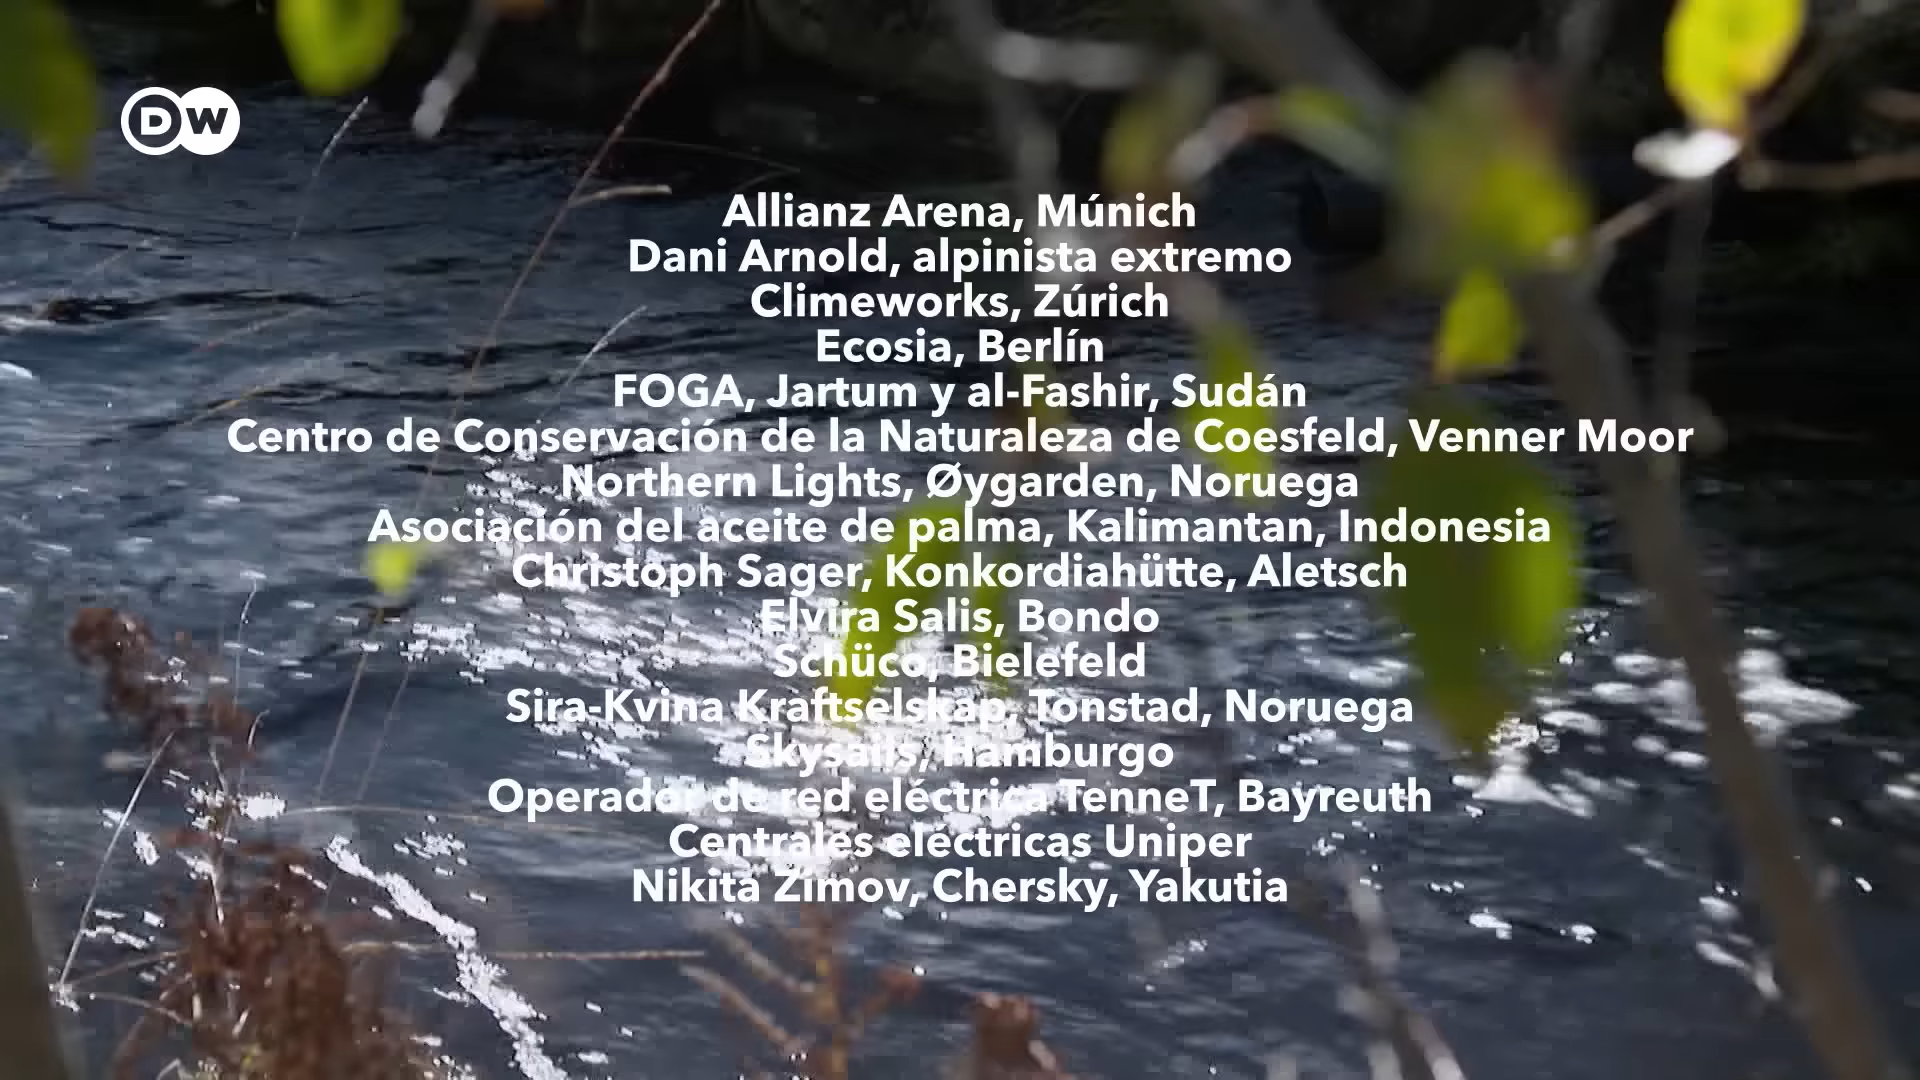 DW
Allianz Arena, Múnich
Dani Arnold, alpinista extremo
Climeworks, Zúrich
Ecosia, Berlín
FOGA, Jartum y al-Fashir, Sudán
Centro de Conservación de la Naturaleza de Coesfeld, Venner Moor
Northern Lights, Øygarden, Noruega
Asociación del aceite de palma, Kalimantan, Indonesia
Christoph Sager, Konkordiahütte, Aletsch
Elvira Salis, Bondo
Schüco, Bielefeld
Sira-Kvina Kraftselskap, Tonstad, Noruega
Skysails, Hamburgo
Operador de red eléctrica TenneT, Bayreuth
Centrales eléctricas Uniper
Nikita Zimov, Chersky, Yakutia